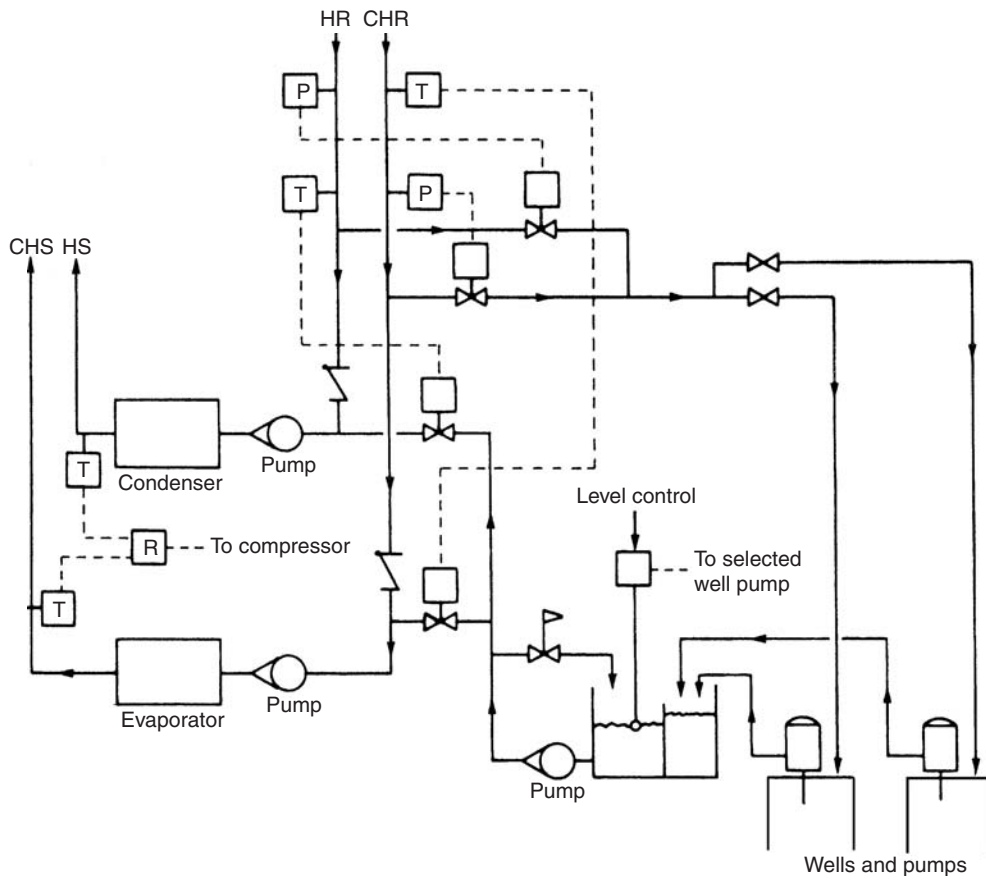 HR CHR
P T
T P
CHS HS
Pump
Condenser
T
Level control
R To compressor
To selected
well pump
T
Pump
Evaporator
Pump
Wells and pumps